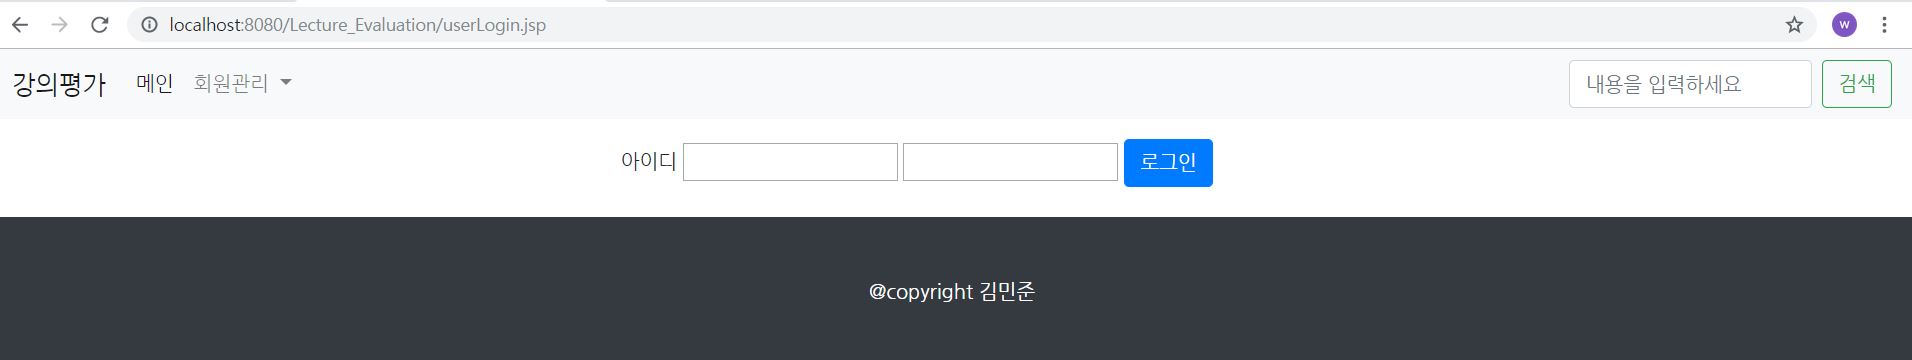 localhost:8080/Lecture_Evaluation/userLogin.jsp
W
강의평가 메인 회원관리 내용을 입력하세요 검색
아이디 로그인
@copyright 김민준